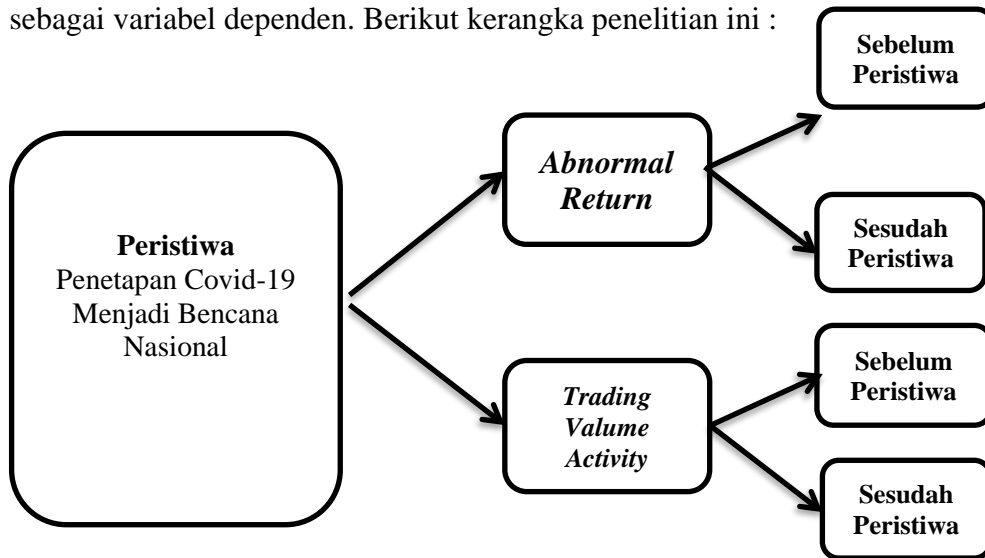 sebagai variabel dependen. Berikut kerangka penelitian ini :
Sebelum
Peristiwa
Abnormal
Return
Sesudah
Peristiwa
Peristiwa
Penetapan Covid-19
Menjadi Bencana
Nasional
Sebelum
Peristiwa
Trading
Valume
Activity
Sesudah
Peristiwa